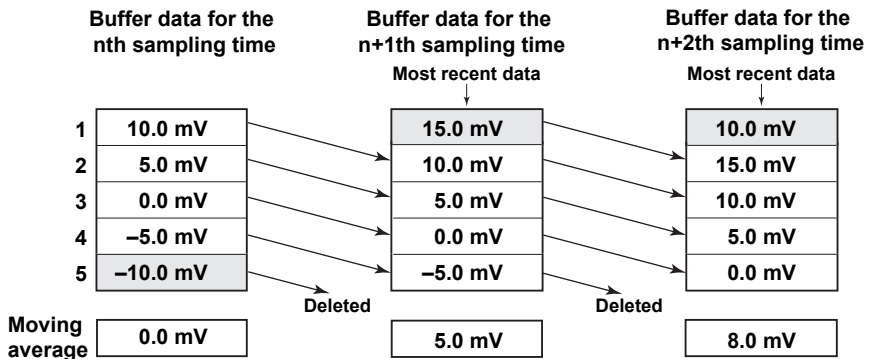 Buffer data for the
nth sampling time
Buffer data for the
n+1th sampling time
Buffer data for the
n+2th sampling time
Most recent data
Most recent data
1 10.0 mV 15.0 mV 10.0 mV
2 5.0 mV 10.0 mV 15.0 mV
3 0.0 mV 5.0 mV 10.0 mV
4 –5.0 mV 0.0 mV 5.0 mV
5 –10.0 mV –5.0 mV 0.0 mV
Deleted Deleted
Moving
average
0.0 mV 5.0 mV 8.0 mV